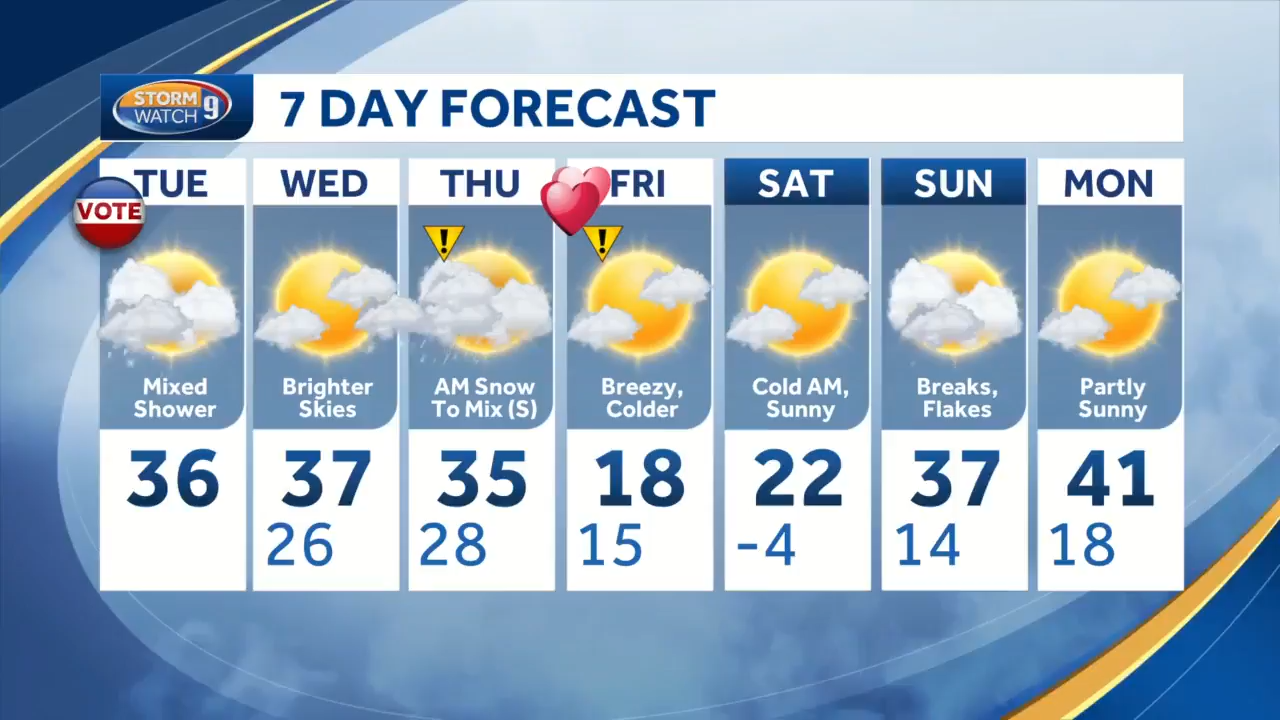 STORM
WATCH 9
7 DAY FORECAST
TUE WED THU FRI SAT SUN MON
VOTE
! !
Mixed
Shower
Brighter
Skies
AM Snow
To Mix (S)
Breezy,
Colder
Cold AM,
Sunny
Breaks,
Flakes
Partly
Sunny
36 37 35 18 22 37 41
26 28 15 -4 14 18